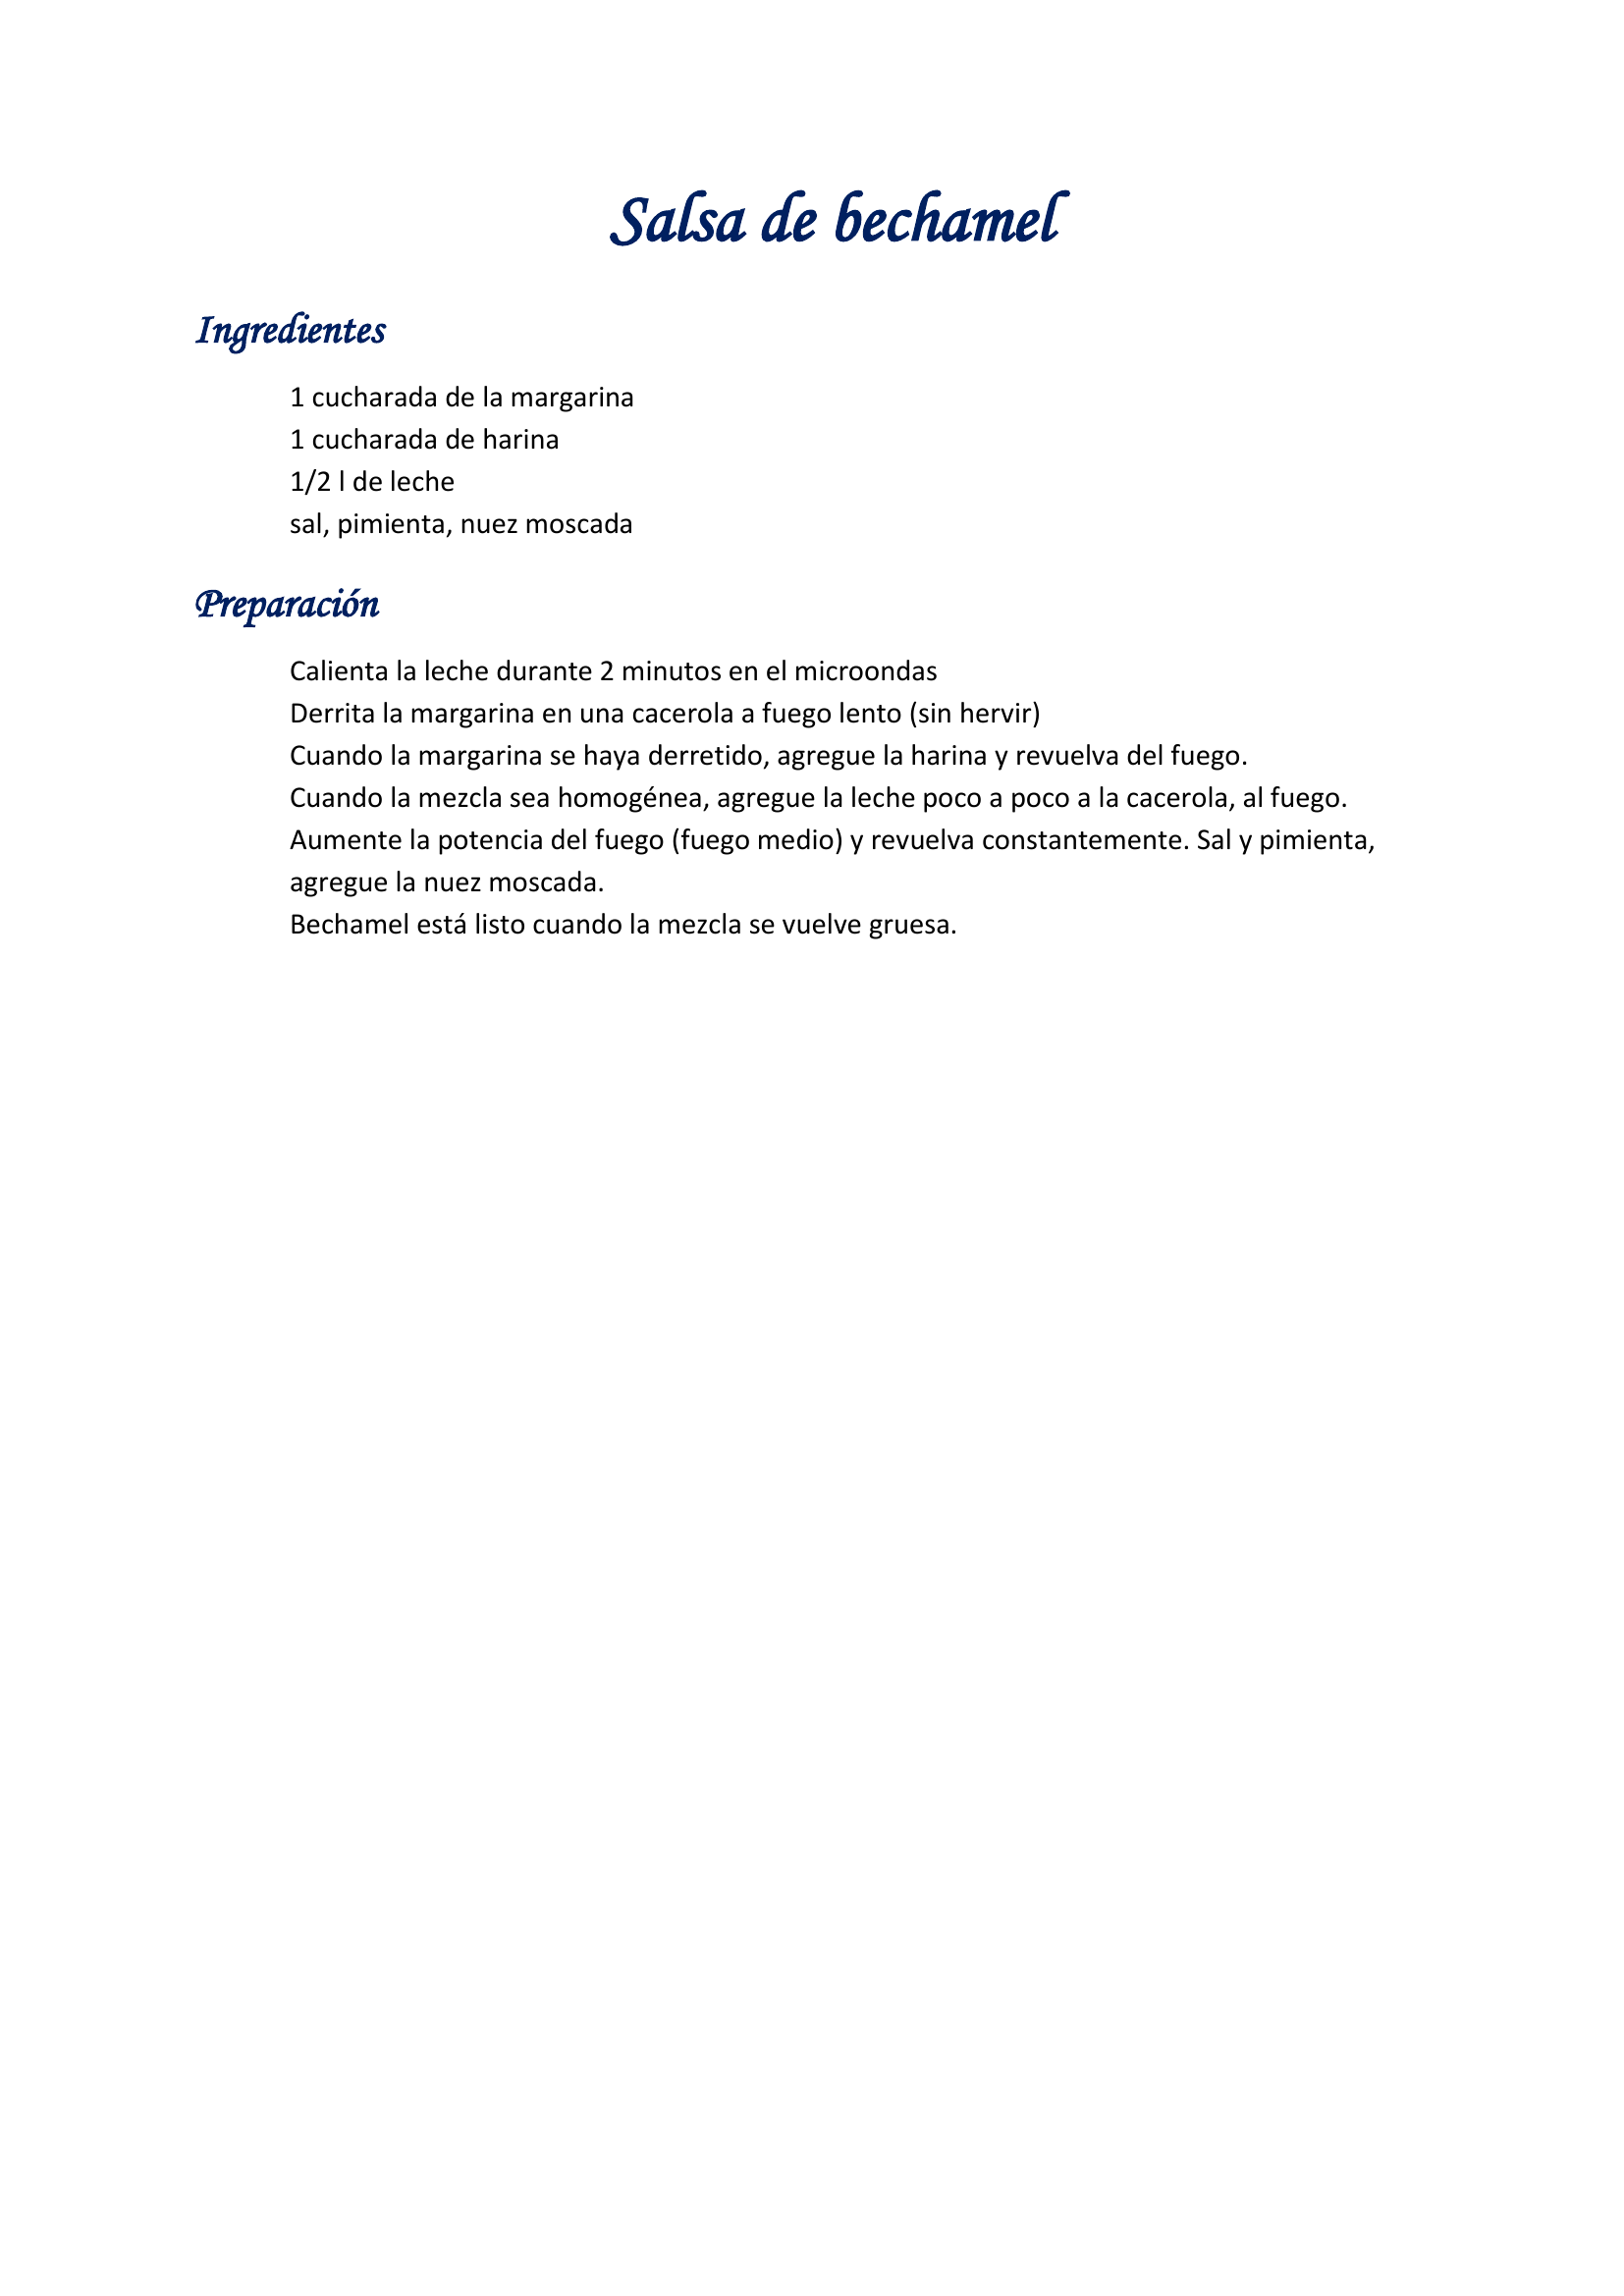 Salsa de bechamel
Ingredientes
1 cucharada de la margarina
1 cucharada de harina
1/2 l de leche
sal, pimienta, nuez moscada
Preparación
Calienta la leche durante 2 minutos en el microondas
Derrita la margarina en una cacerola a fuego lento (sin hervir)
Cuando la margarina se haya derretido, agregue la harina y revuelva del fuego.
Cuando la mezcla sea homogénea, agregue la leche poco a poco a la cacerola, al fuego.
Aumente la potencia del fuego (fuego medio) y revuelva constantemente. Sal y pimienta,
agregue la nuez moscada.
Bechamel está listo cuando la mezcla se vuelve gruesa.